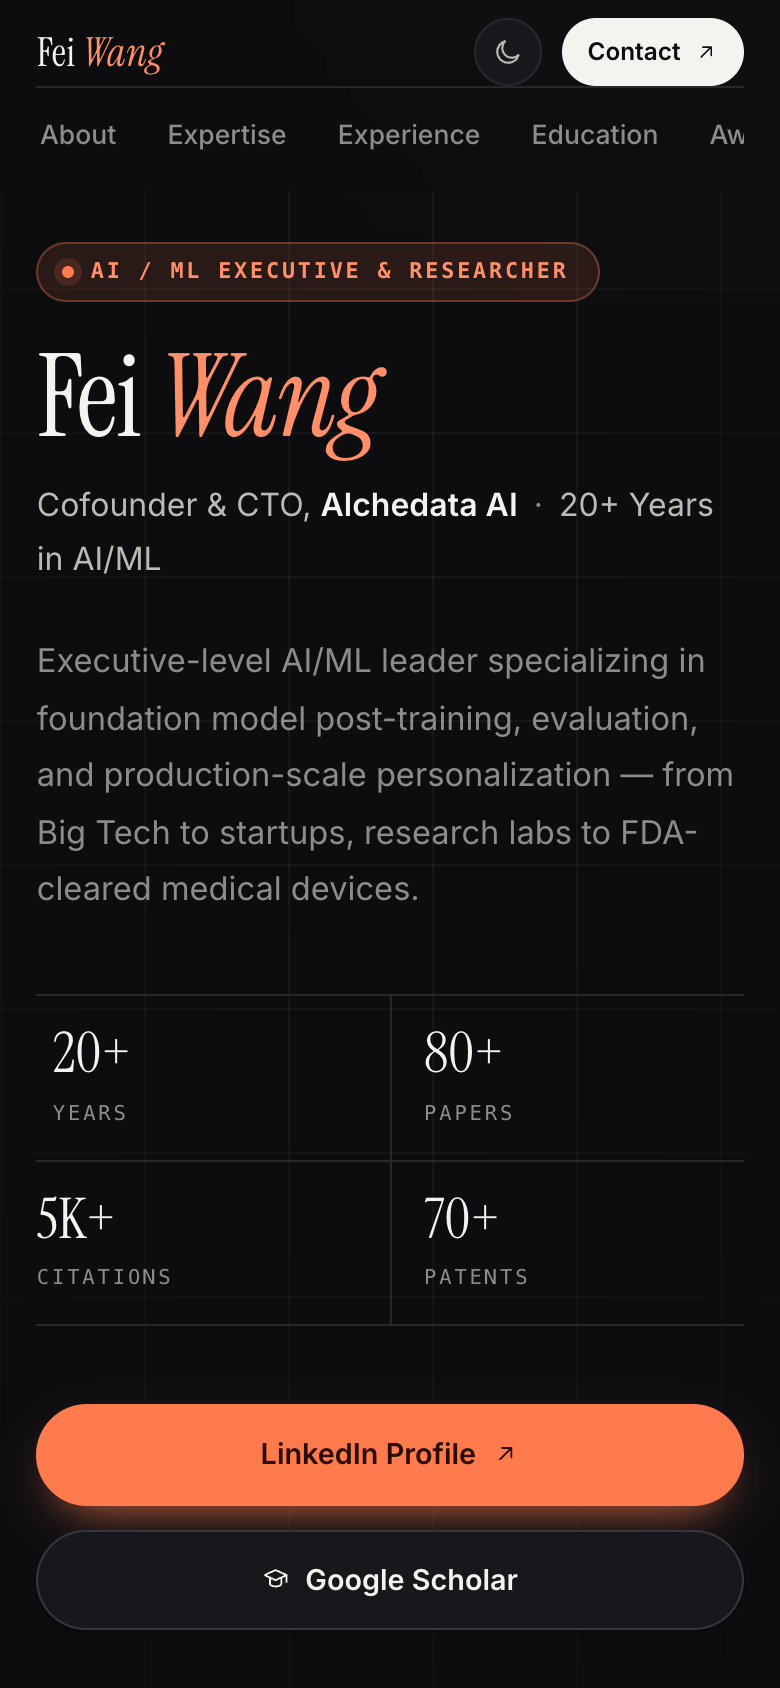 Fei Wang
Contact ↗
About Expertise Experience Education Aw
AI / ML EXECUTIVE & RESEARCHER
Fei Wang
Cofounder & CTO, Alchedata AI · 20+ Years
in AI/ML
Executive-level AI/ML leader specializing in
foundation model post-training, evaluation,
and production-scale personalization — from
Big Tech to startups, research labs to FDA-
cleared medical devices.
20+
YEARS
80+
PAPERS
5K+
CITATIONS
70+
PATENTS
LinkedIn Profile ↗
Google Scholar